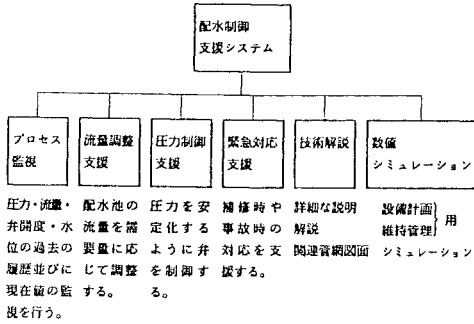 配水制御
支援システム
プロセス
監視
流量調整
支援
圧力制御
支援
緊急対応
支援
技術解説
数値
シミュレーション
圧力・流量・
弁開度・水
位の過去の
履歴並びに
現在値の監
視を行う。
配水池の
流量を需
要量に応
じて調整
する。
圧力を安
定化する
ように弁
を制御す
る。
補修時や
事故時の
対応を支
援する。
詳細な説明
解説
関連管網図面
設備計画
維持管理
用
シミュレーション